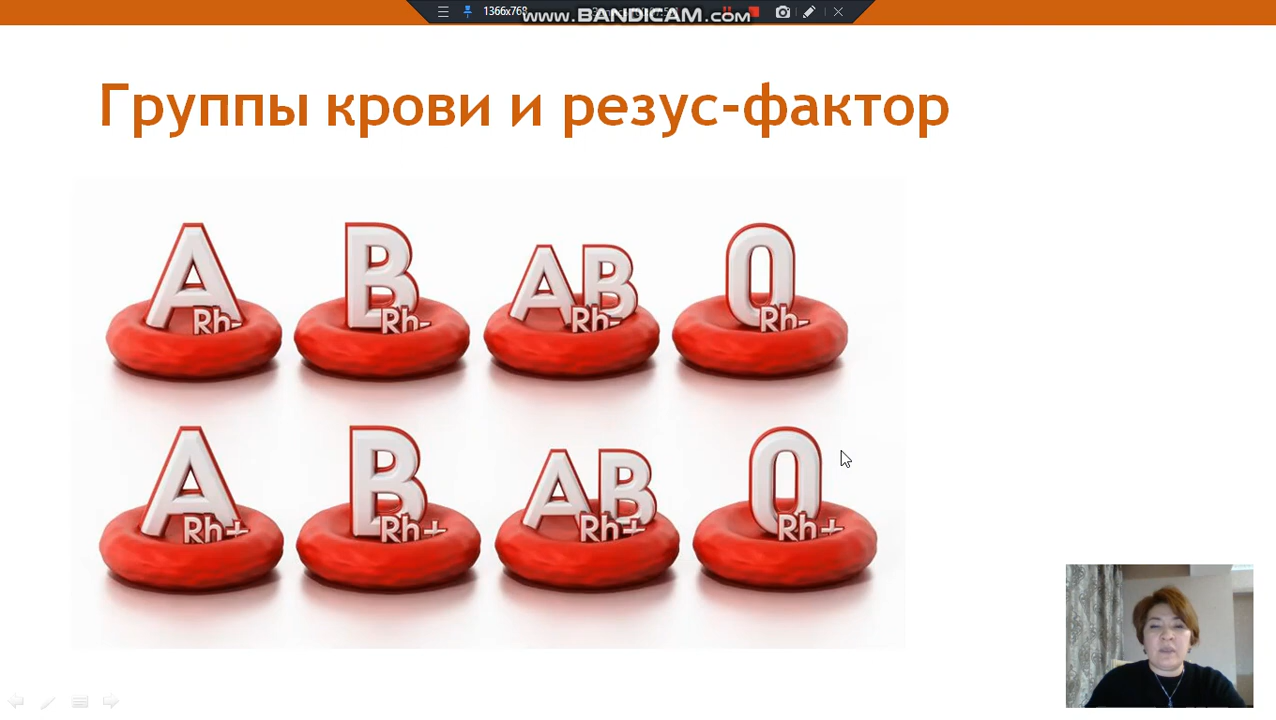 1366x768
www.BANDICAM.com
Группы крови и резус-фактор
A B AB 0
Rh- Rh- Rh- Rh-
A B AB 0
Rh+ Rh+ Rh+ Rh+